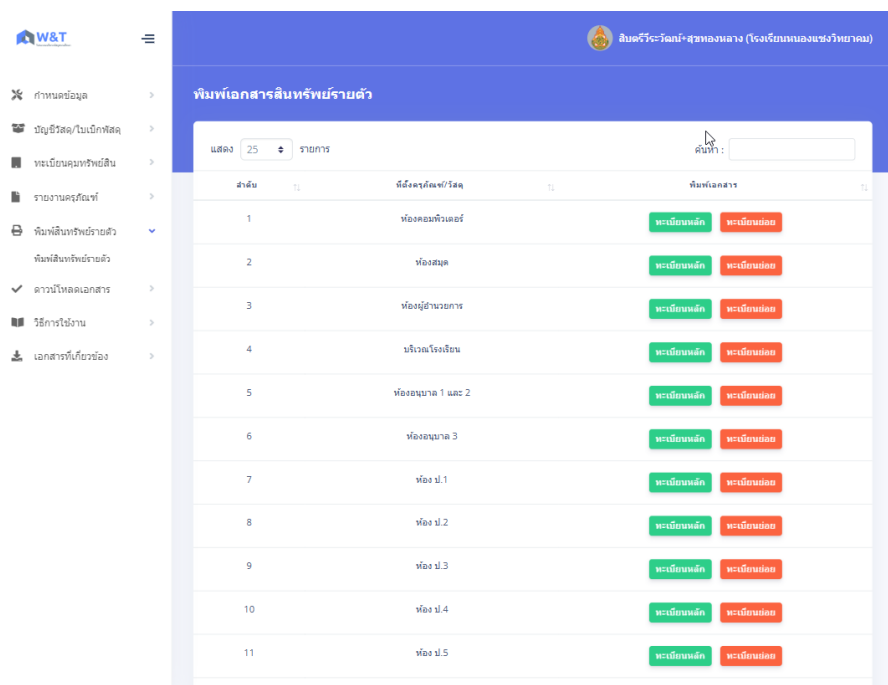 W&T
สิบตรีวีระวัฒน์+สุขทองหลาง (โรงเรียนหนองแซงวิทยาคม)
กำหนดข้อมูล
บัญชีวัสดุ/ใบเบิกพัสดุ
ทะเบียนคุมทรัพย์สิน
รายงานครุภัณฑ์
พิมพ์สินทรัพย์รายตัว
พิมพ์สินทรัพย์รายตัว
ดาวน์โหลดเอกสาร
วิธีการใช้งาน
เอกสารที่เกี่ยวข้อง
พิมพ์เอกสารสินทรัพย์รายตัว
แสดง 25 รายการ ค้นหา :
ลำดับ ที่ตั้งครุภัณฑ์/วัสดุ พิมพ์เอกสาร
1 ห้องคอมพิวเตอร์ ทะเบียนหลัก ทะเบียนย่อย
2 ห้องสมุด ทะเบียนหลัก ทะเบียนย่อย
3 ห้องผู้อำนวยการ ทะเบียนหลัก ทะเบียนย่อย
4 บริเวณโรงเรียน ทะเบียนหลัก ทะเบียนย่อย
5 ห้องอนุบาล 1 และ 2 ทะเบียนหลัก ทะเบียนย่อย
6 ห้องอนุบาล 3 ทะเบียนหลัก ทะเบียนย่อย
7 ห้อง ป.1 ทะเบียนหลัก ทะเบียนย่อย
8 ห้อง ป.2 ทะเบียนหลัก ทะเบียนย่อย
9 ห้อง ป.3 ทะเบียนหลัก ทะเบียนย่อย
10 ห้อง ป.4 ทะเบียนหลัก ทะเบียนย่อย
11 ห้อง ป.5 ทะเบียนหลัก ทะเบียนย่อย